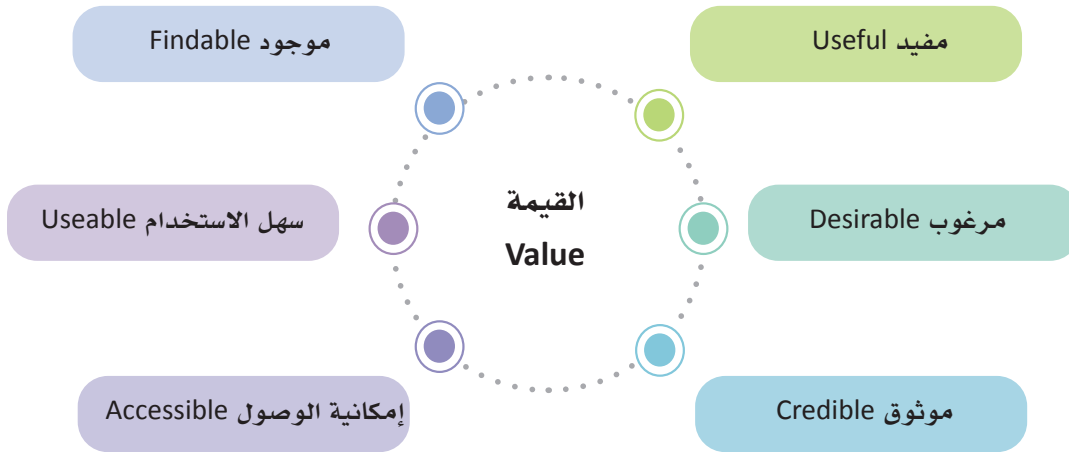 مفيد Useful
موجود Findable
القيمة
Value
مرغوب Desirable
سهل الاستخدام Useable
موثوق Credible
إمكانية الوصول Accessible